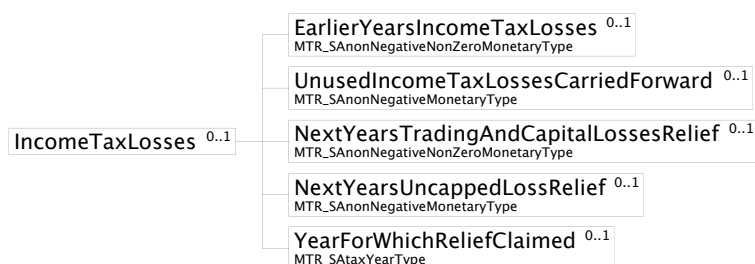 EarlierYearsIncomeTaxLosses 0..1
MTR_SAnonNegativeNonZeroMonetaryType
UnusedIncomeTaxLossesCarriedForward 0..1
MTR_SAnonNegativeMonetaryType
IncomeTaxLosses 0..1
NextYearsTradingAndCapitalLossesRelief 0..1
MTR_SAnonNegativeNonZeroMonetaryType
NextYearsUncappedLossRelief 0..1
MTR_SAnonNegativeMonetaryType
YearForWhichReliefClaimed 0..1
MTR_SAtaxYearType